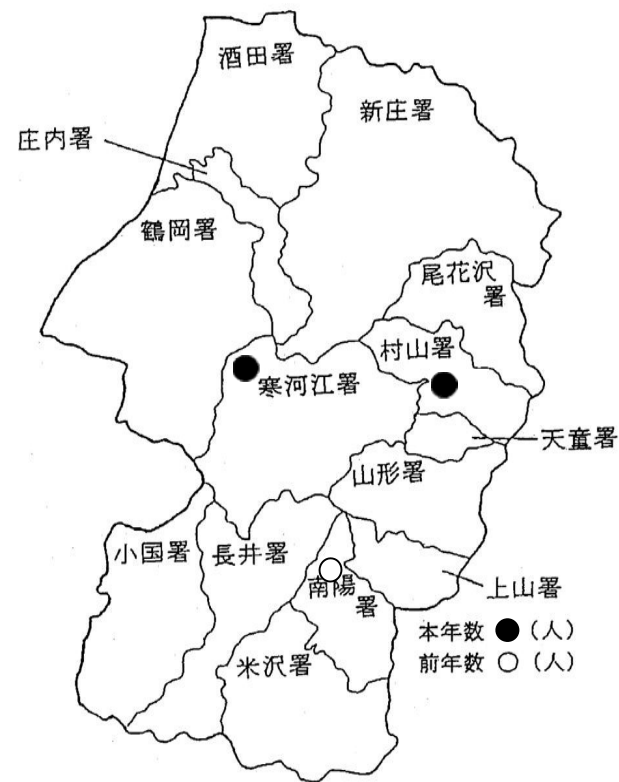 酒田署
新庄署
庄内署
鶴岡署
尾花沢
署
村山署
寒河江署
天童署
山形署
小国署
長井署
南陽
署
上山署
米沢署
本年数 ● (人)
前年数 ○ (人)